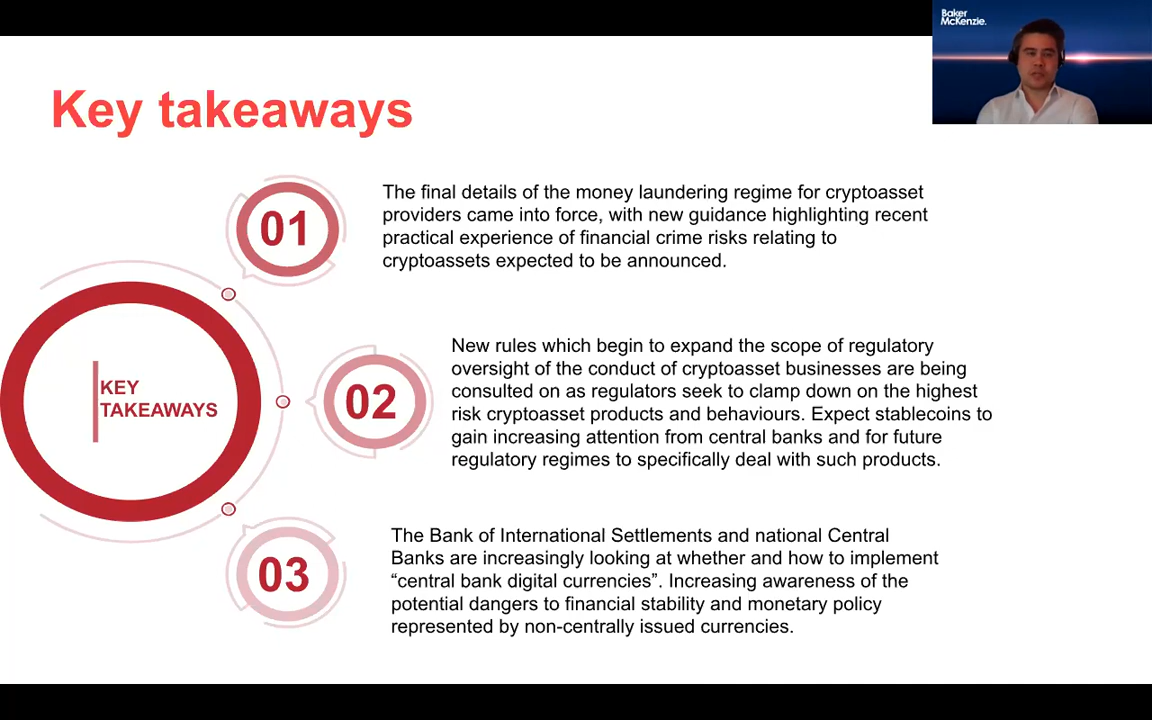 Baker
McKenzie.
Key takeaways
01
The final details of the money laundering regime for cryptoasset
providers came into force, with new guidance highlighting recent
practical experience of financial crime risks relating to
cryptoassets expected to be announced.
KEY
TAKEAWAYS
02
New rules which begin to expand the scope of regulatory
oversight of the conduct of cryptoasset businesses are being
consulted on as regulators seek to clamp down on the highest
risk cryptoasset products and behaviours. Expect stablecoins to
gain increasing attention from central banks and for future
regulatory regimes to specifically deal with such products.
03
The Bank of International Settlements and national Central
Banks are increasingly looking at whether and how to implement
“central bank digital currencies”. Increasing awareness of the
potential dangers to financial stability and monetary policy
represented by non-centrally issued currencies.